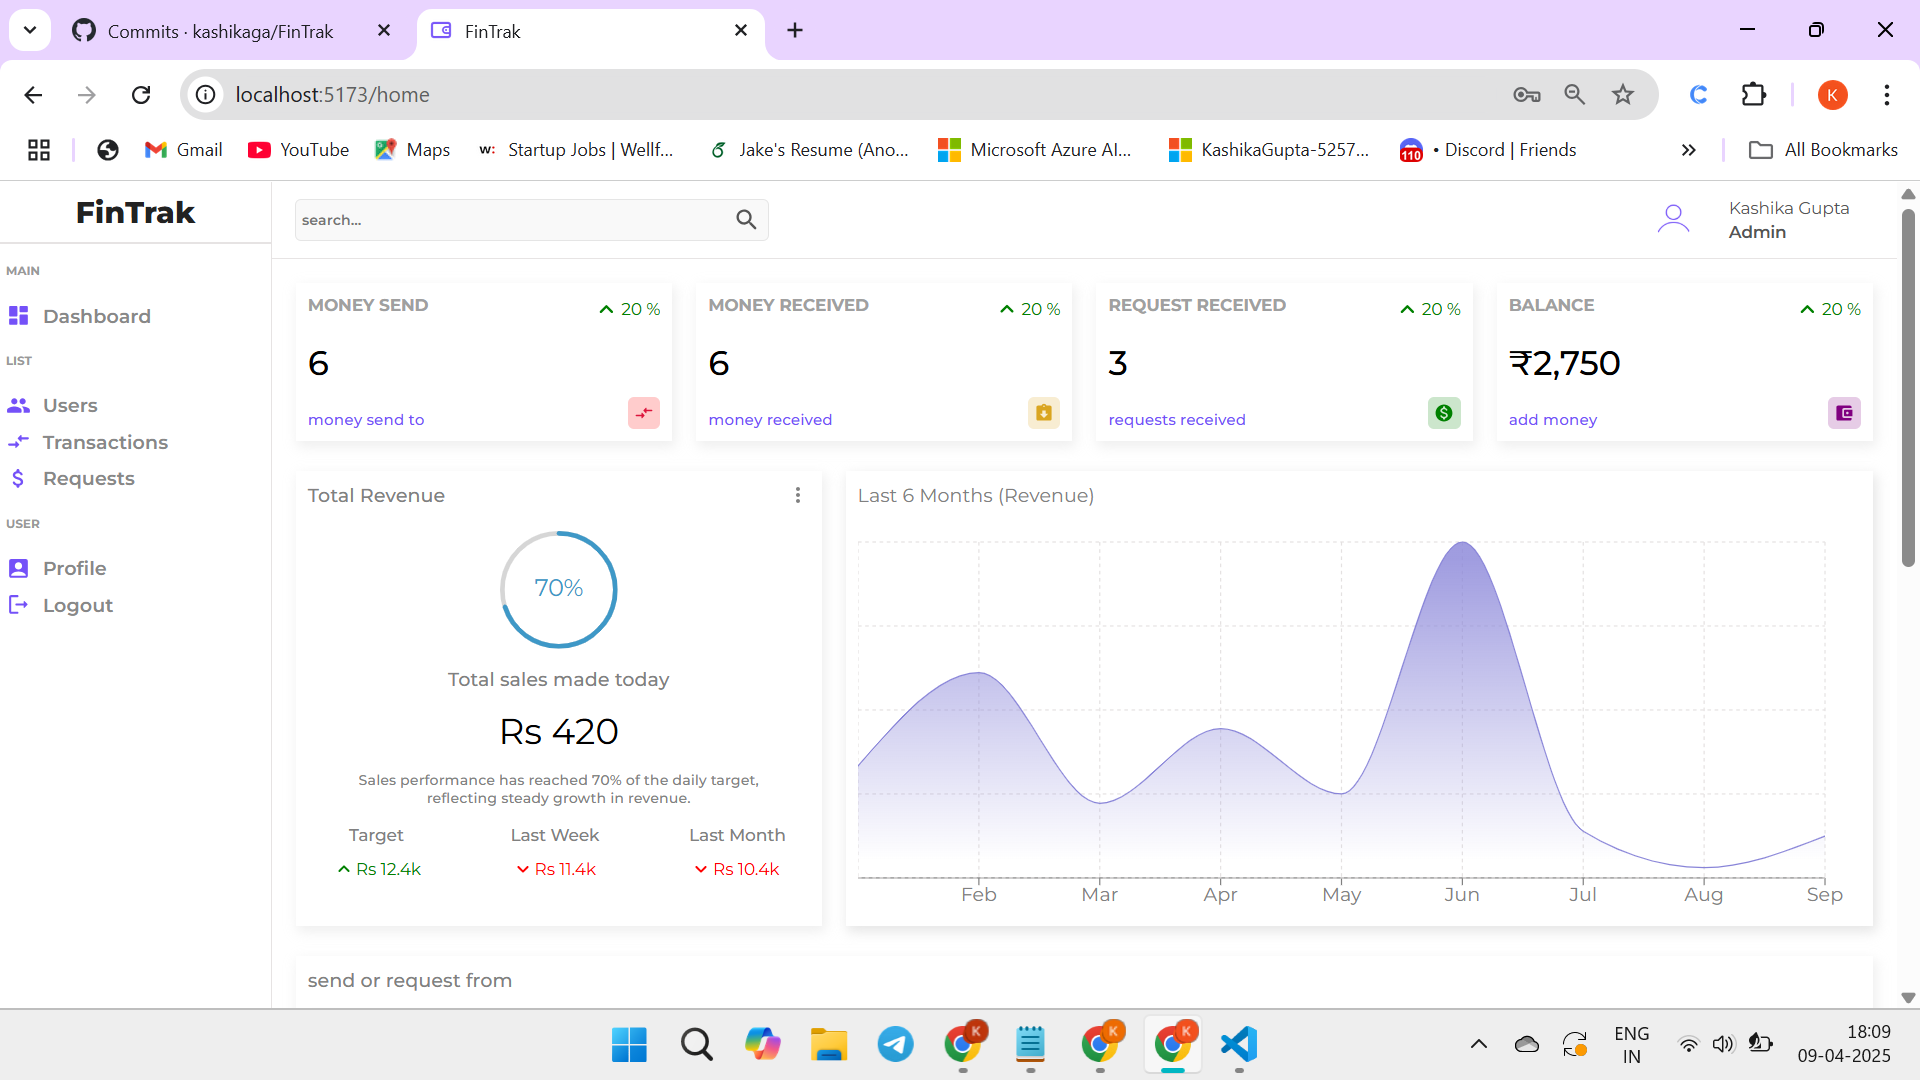 Commits · kashikaga/FinTrak
FinTrak
localhost:5173/home
K
Gmail
YouTube
Maps
w:
Startup Jobs | Wellf...
Jake's Resume (Ano...
Microsoft Azure AI...
KashikaGupta-5257...
110
• Discord | Friends
All Bookmarks
FinTrak
search...
Kashika Gupta
Admin
MAIN
Dashboard
LIST
Users
Transactions
Requests
USER
Profile
Logout
MONEY SEND
20 %
6
money send to
MONEY RECEIVED
20 %
6
money received
REQUEST RECEIVED
20 %
3
requests received
BALANCE
20 %
₹2,750
add money
Total Revenue
70%
Total sales made today
Rs 420
Sales performance has reached 70% of the daily target,
reflecting steady growth in revenue.
Target
Last Week
Last Month
Rs 12.4k
Rs 11.4k
Rs 10.4k
Last 6 Months (Revenue)
Feb
Mar
Apr
May
Jun
Jul
Aug
Sep
send or request from
K
K
K
ENG
IN
18:09
09-04-2025